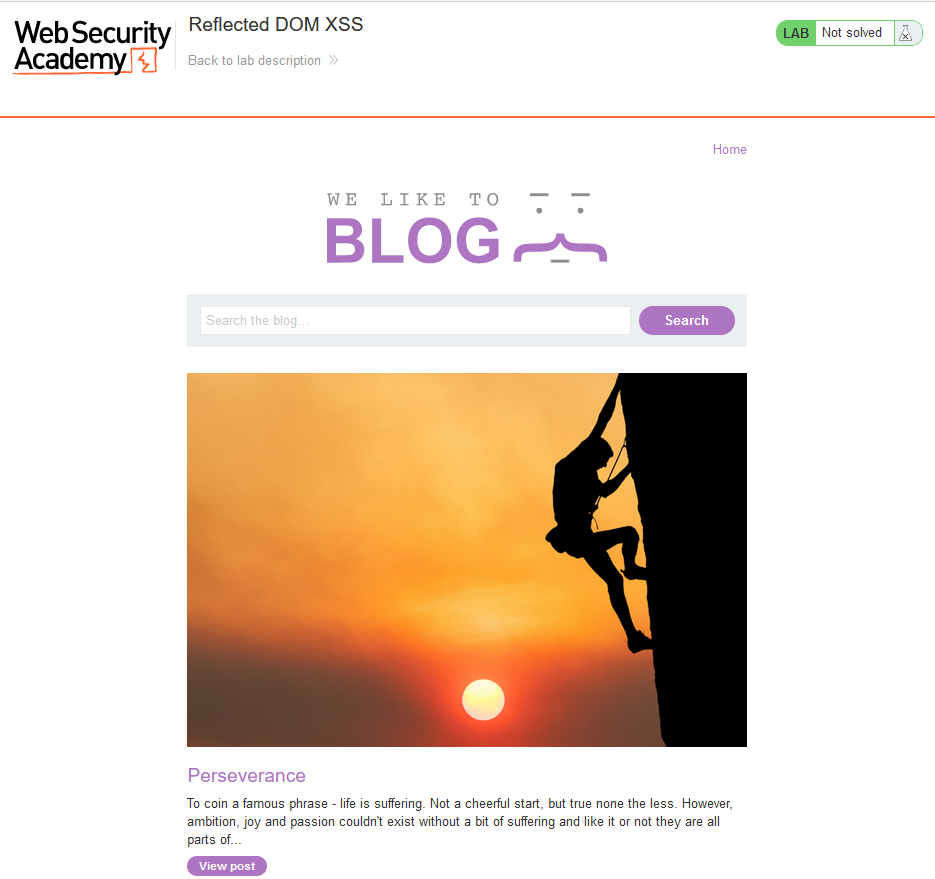 Web Security
Academy
Reflected DOM XSS
Back to lab description
LAB Not solved
Home
WE LIKE TO
BLOG
Search the blog...
Search
Perseverance
To coin a famous phrase - life is suffering. Not a cheerful start, but true none the less. However,
ambition, joy and passion couldn't exist without a bit of suffering and like it or not they are all
parts of...
View post